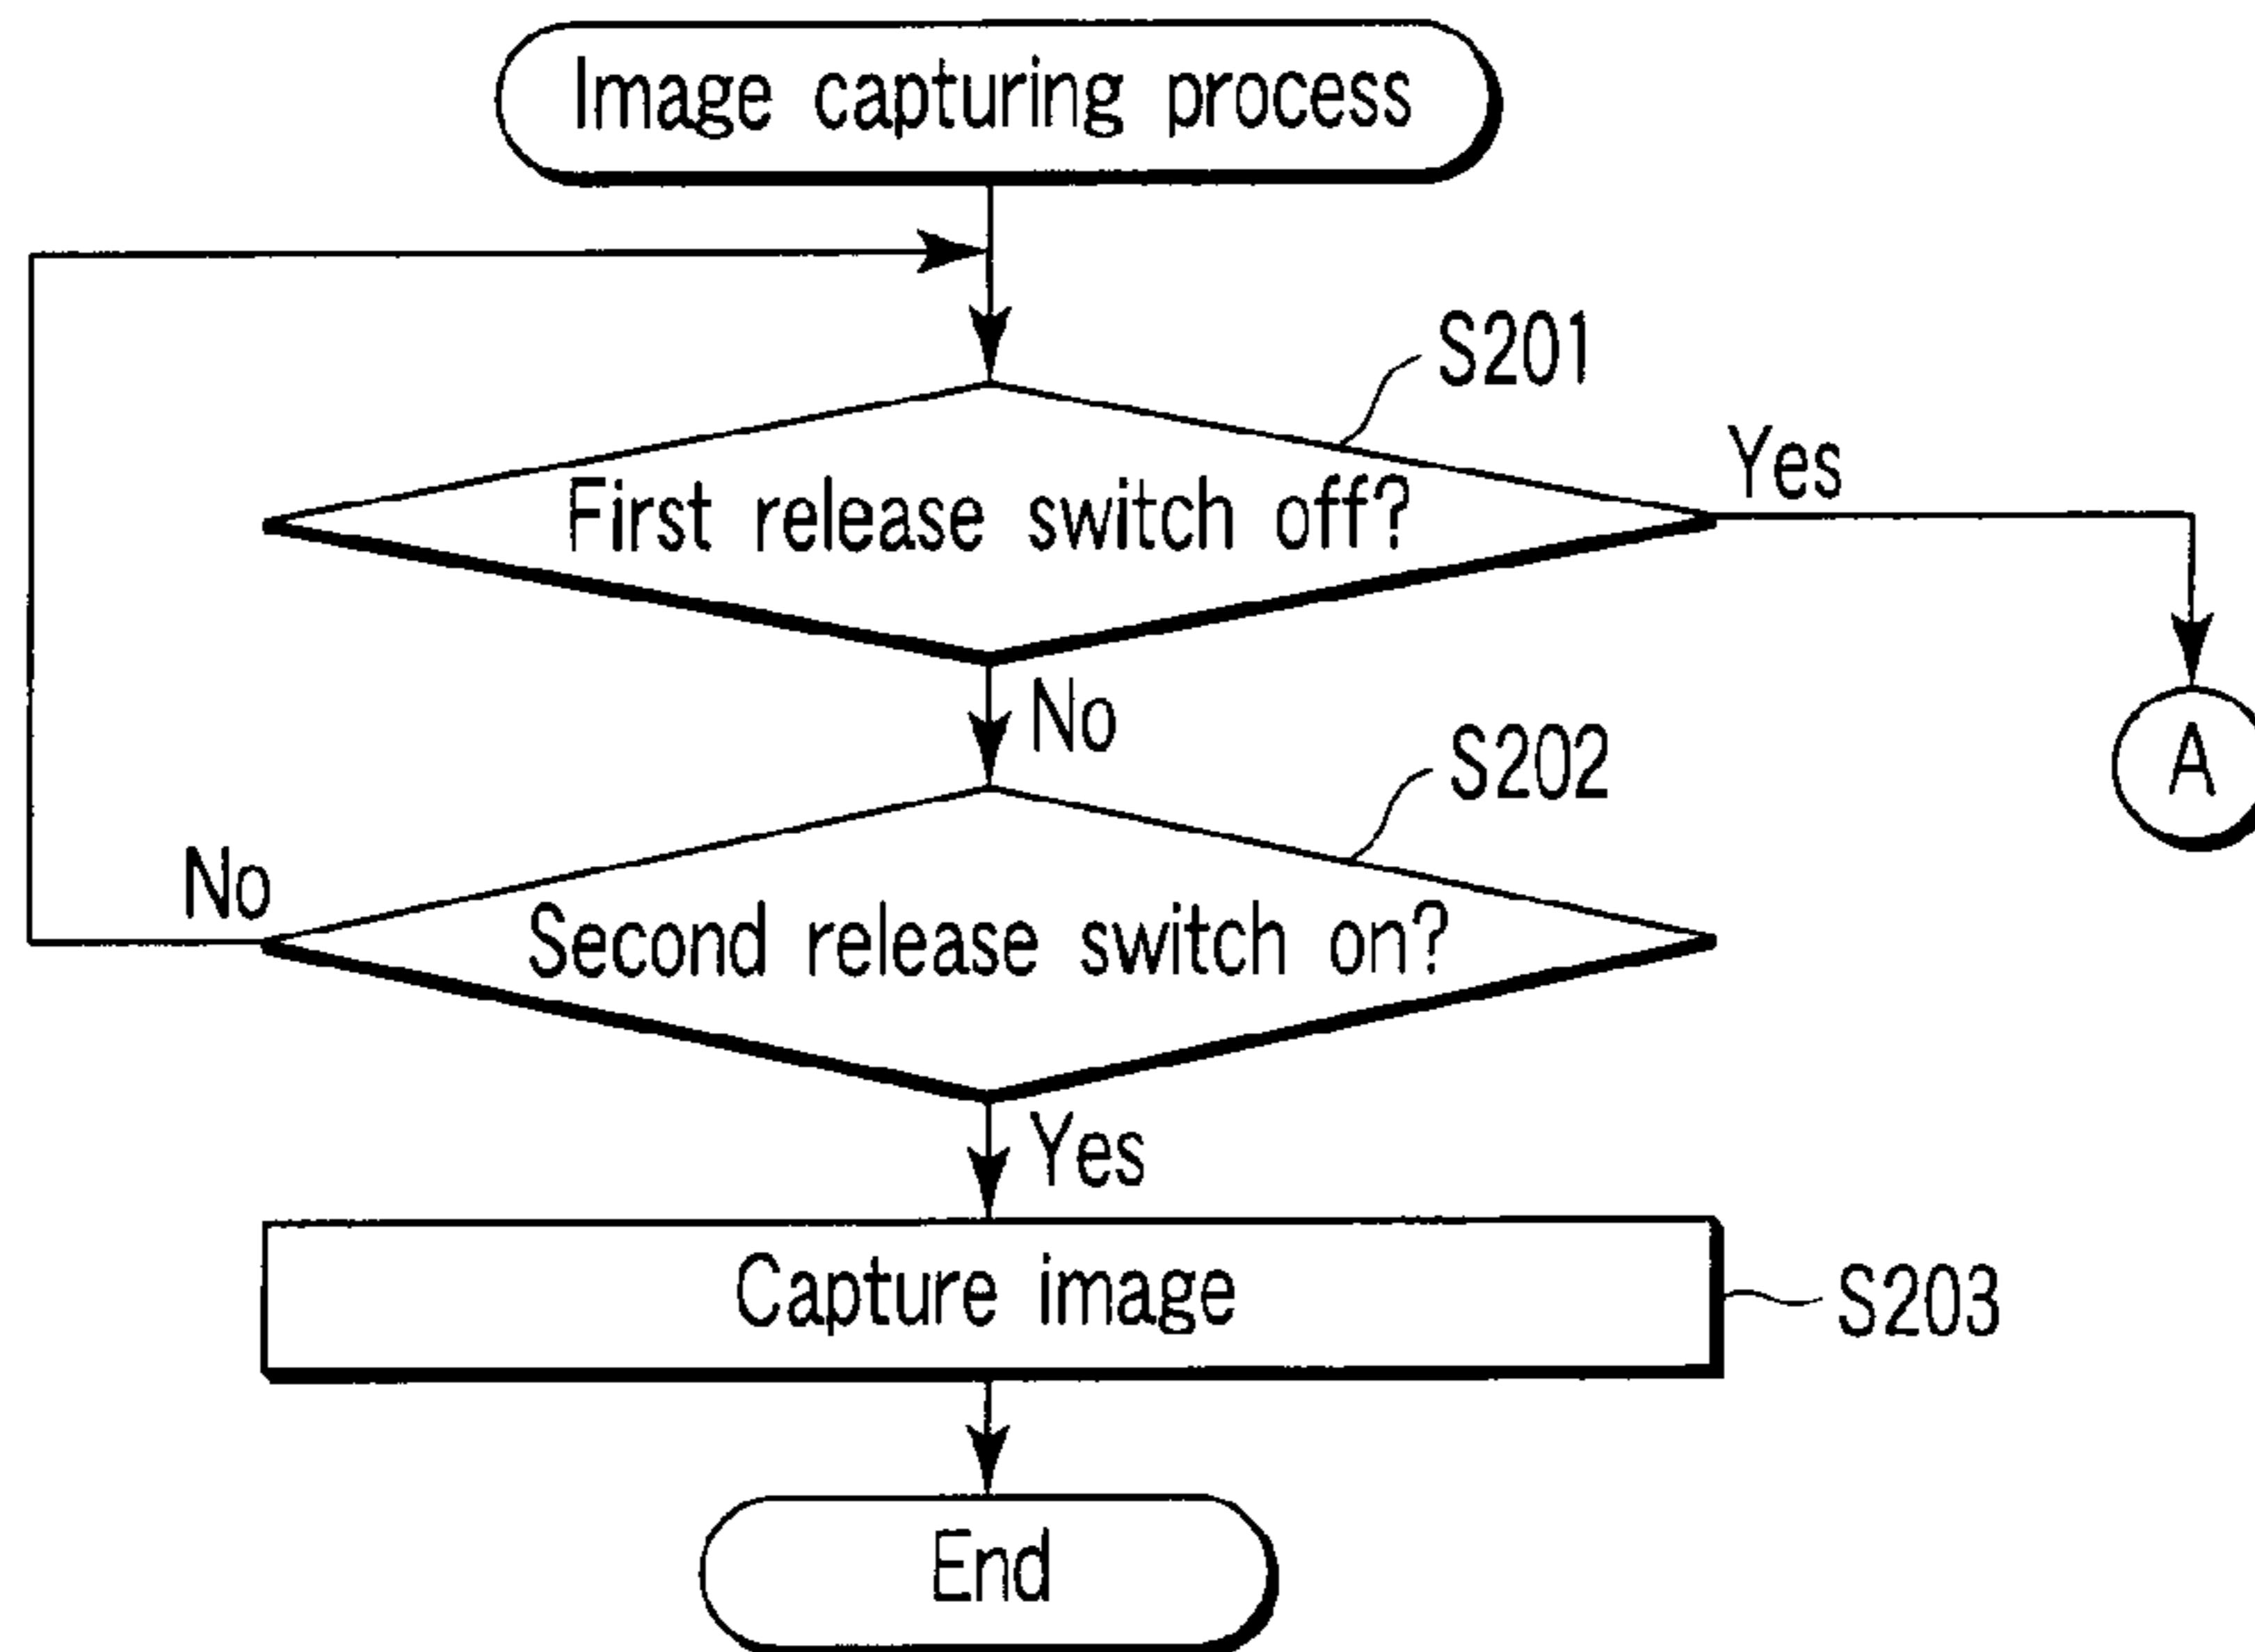 Image capturing process
S201
First release switch off?
Yes
No
A
S202
No
Second release switch on?
Yes
Capture image
S203
End